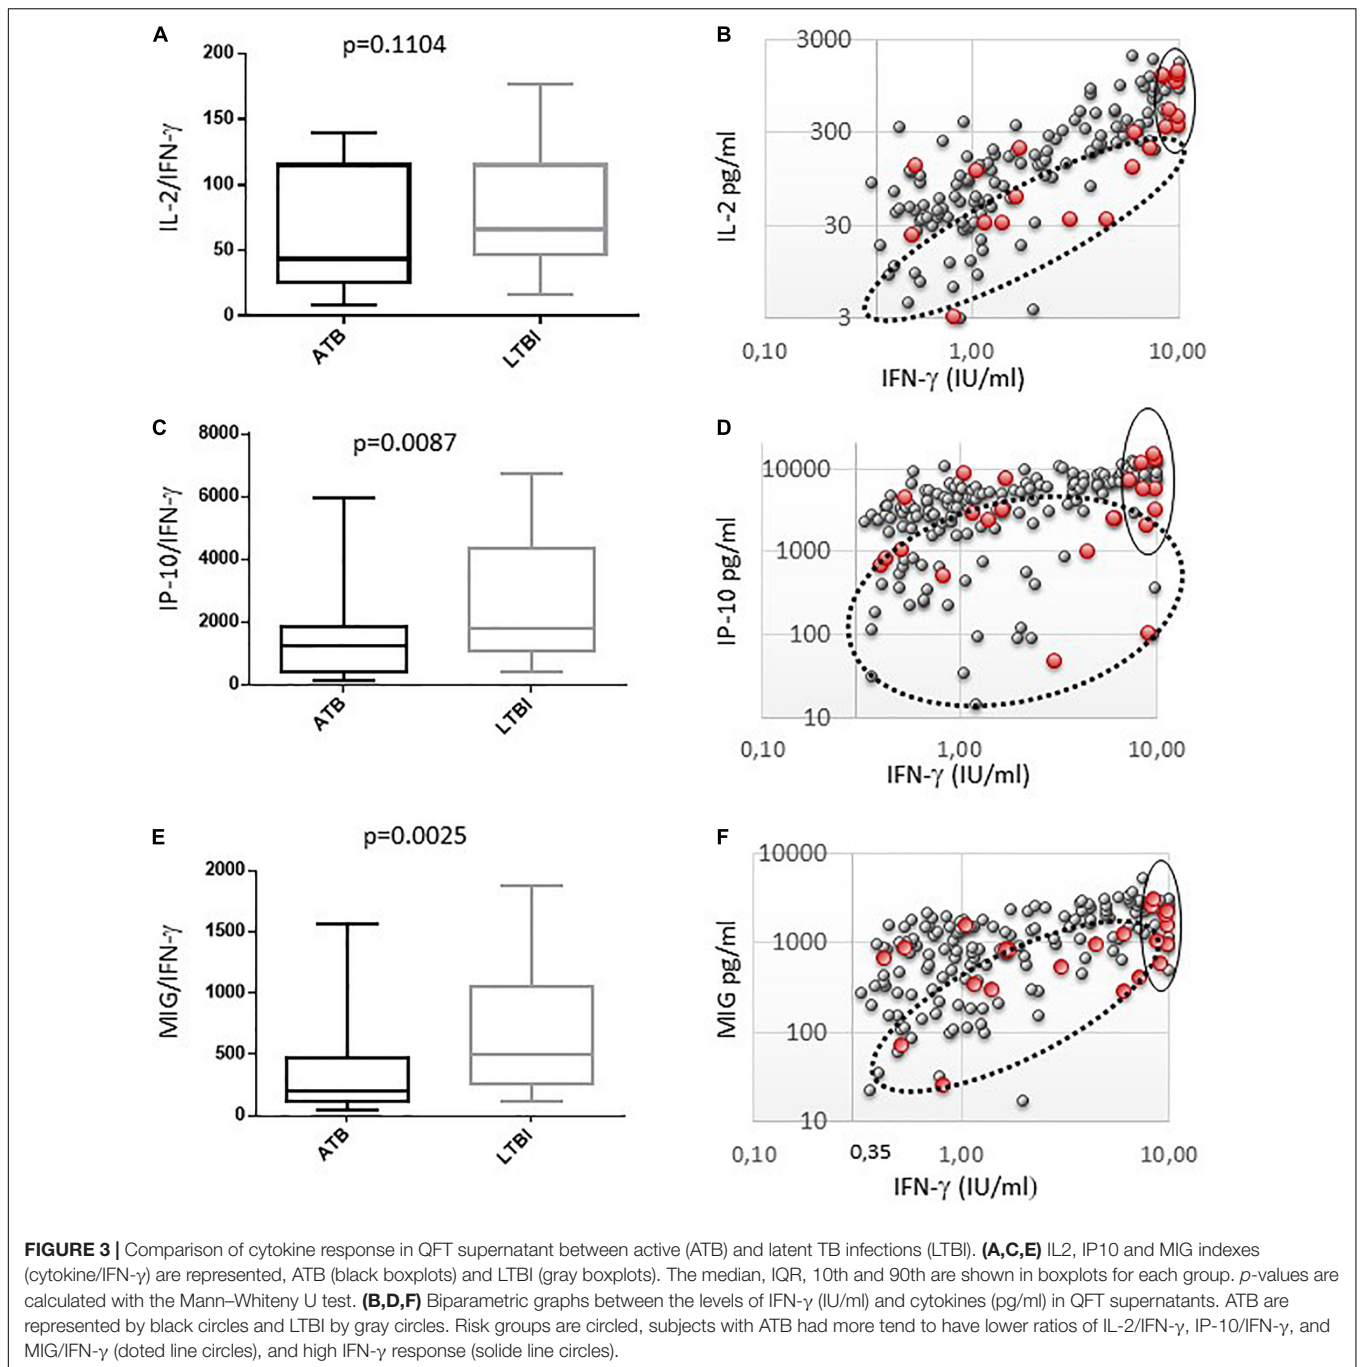 A
p=0.1104
200
150
100
50
0
IL-2/IFN-γ
ATB
LTBI
B
3000
300
30
3
IL-2 pg/ml
0,10
1,00
10,00
IFN-γ (IU/ml)
C
p=0.0087
8000
6000
4000
2000
0
IP-10/IFN-γ
ATB
LTBI
D
10000
1000
100
10
IP-10 pg/ml
0,10
1,00
10,00
IFN-γ (IU/ml)
E
p=0.0025
2000
1500
1000
500
0
MIG/IFN-γ
ATB
LTBI
F
10000
1000
100
10
MIG pg/ml
0,10
0,35
1,00
10,00
IFN-γ (IU/ml)
FIGURE 3 | Comparison of cytokine response in QFT supernatant between active (ATB) and latent TB infections (LTBI). (A,C,E) IL2, IP10 and MIG indexes
(cytokine/IFN-γ) are represented, ATB (black boxplots) and LTBI (gray boxplots). The median, IQR, 10th and 90th are shown in boxplots for each group. p-values are
calculated with the Mann–Whiteny U test. (B,D,F) Biparametric graphs between the levels of IFN-γ (IU/ml) and cytokines (pg/ml) in QFT supernatants. ATB are
represented by black circles and LTBI by gray circles. Risk groups are circled, subjects with ATB had more tend to have lower ratios of IL-2/IFN-γ, IP-10/IFN-γ, and
MIG/IFN-γ (doted line circles), and high IFN-γ response (solide line circles).